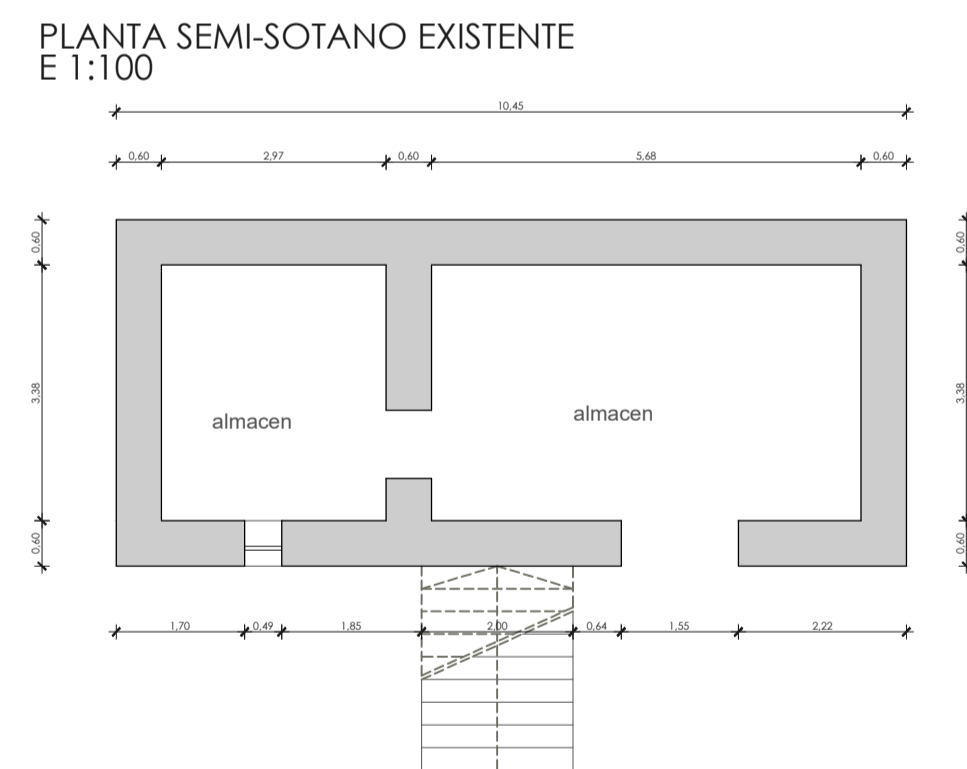 PLANTA SEMI-SOTANO EXISTENTE
E 1:100
10,45
0,60 2,97 0,60 5,68 0,60
0,60 0,60
3,38 3,38
almacen almacen
0,60 0,60
1,70 0,49 1,85 2,00 0,64 1,55 2,22